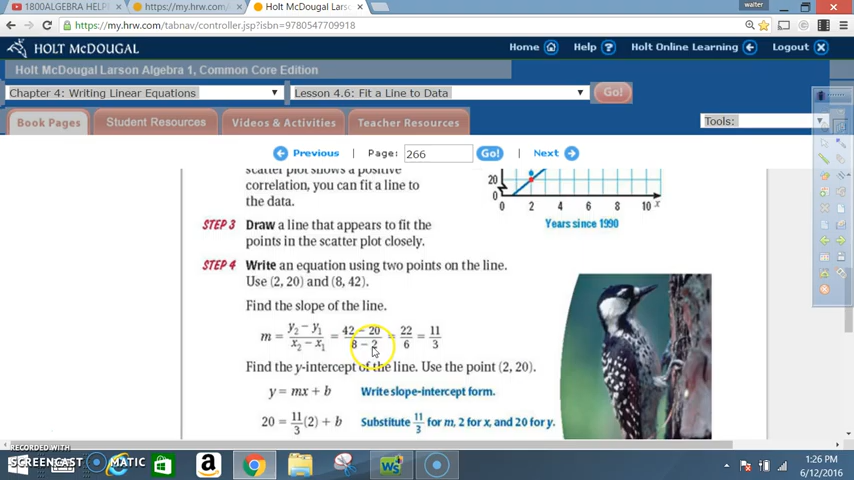 1800ALGEBRA HELPE
https://my.hrw.com/tabnav/
Holt McDougal Lars
walter
https://my.hrw.com/tabnav/controller.jsp?isbn=9780547709918
HOLT McDOUGAL
Home
Help
Holt Online Learning
Logout
Holt McDougal Larson Algebra 1, Common Core Edition
Chapter 4: Writing Linear Equations
Lesson 4.6: Fit a Line to Data
Go!
Book Pages
Student Resources
Videos & Activities
Teacher Resources
Tools:
Previous | Page: 266 Go! | Next
scatter plot shows a positive
correlation, you can fit a line to
the data.
20
0
0 2 4 6 8 10 x
Years since 1990
STEP 3 Draw a line that appears to fit the
points in the scatter plot closely.
STEP 4 Write an equation using two points on the line.
Use (2, 20) and (8, 42).
Find the slope of the line.
m = y₂ − y₁ / x₂ − x₁ = 42 − 20 / 8 − 2 = 22/6 = 11/3
Find the y-intercept of the line. Use the point (2, 20).
y = mx + b Write slope-intercept form.
20 = 11/3(2) + b Substitute 11/3 for m, 2 for x, and 20 for y.
RECORDED WITH
SCREENCAST MATIC
1:26 PM
6/12/2016